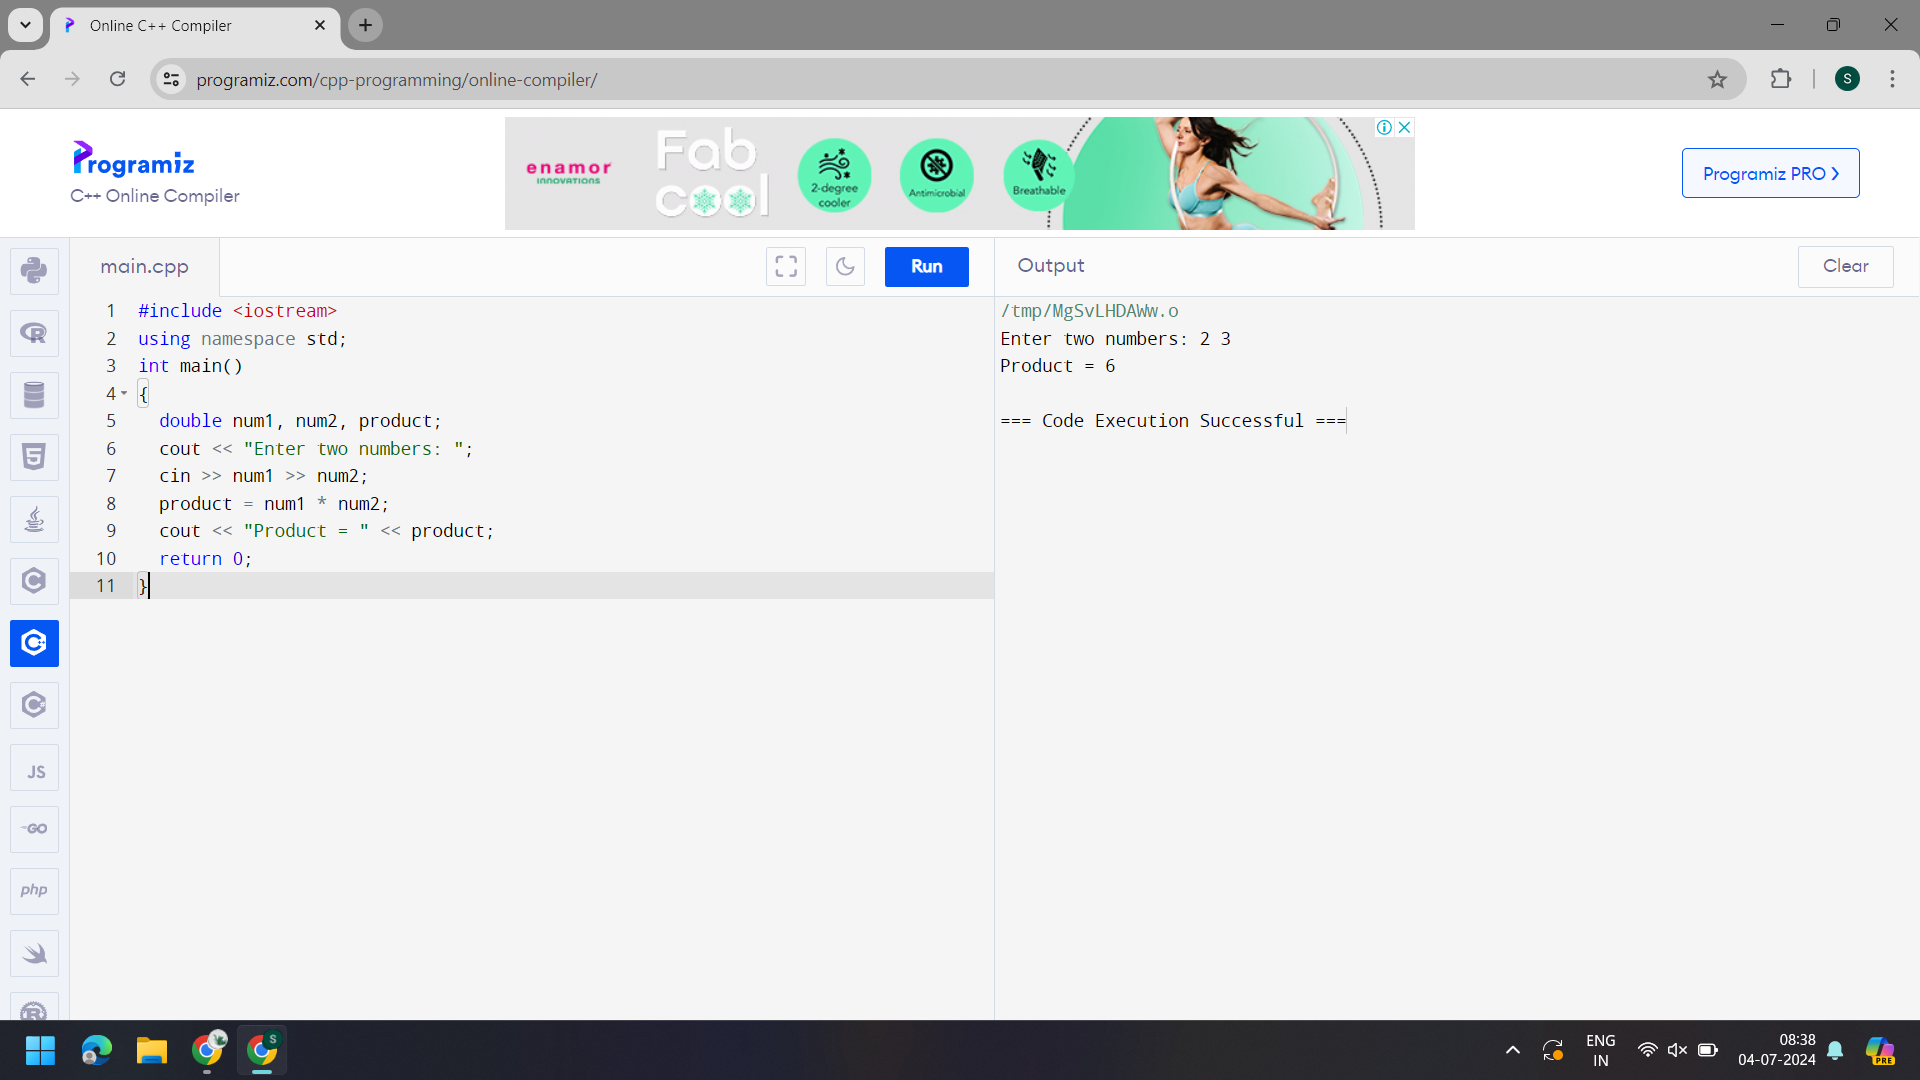 Online C++ Compiler
programiz.com/cpp-programming/online-compiler/
S
Programiz
C++ Online Compiler
enamor
INNOVATIONS
Fab
cool
2-degree
cooler
Antimicrobial
Breathable
Programiz PRO
main.cpp
Run
Output
Clear
1 #include <iostream>
2 using namespace std;
3 int main()
4 {
5 double num1, num2, product;
6 cout << "Enter two numbers: ";
7 cin >> num1 >> num2;
8 product = num1 * num2;
9 cout << "Product = " << product;
10 return 0;
11 }
/tmp/MgSvLHDAWw.o
Enter two numbers: 2 3
Product = 6
=== Code Execution Successful ===
R
5
C
C++
C#
JS
GO
php
R
S
ENG
IN
08:38
04-07-2024
PRE